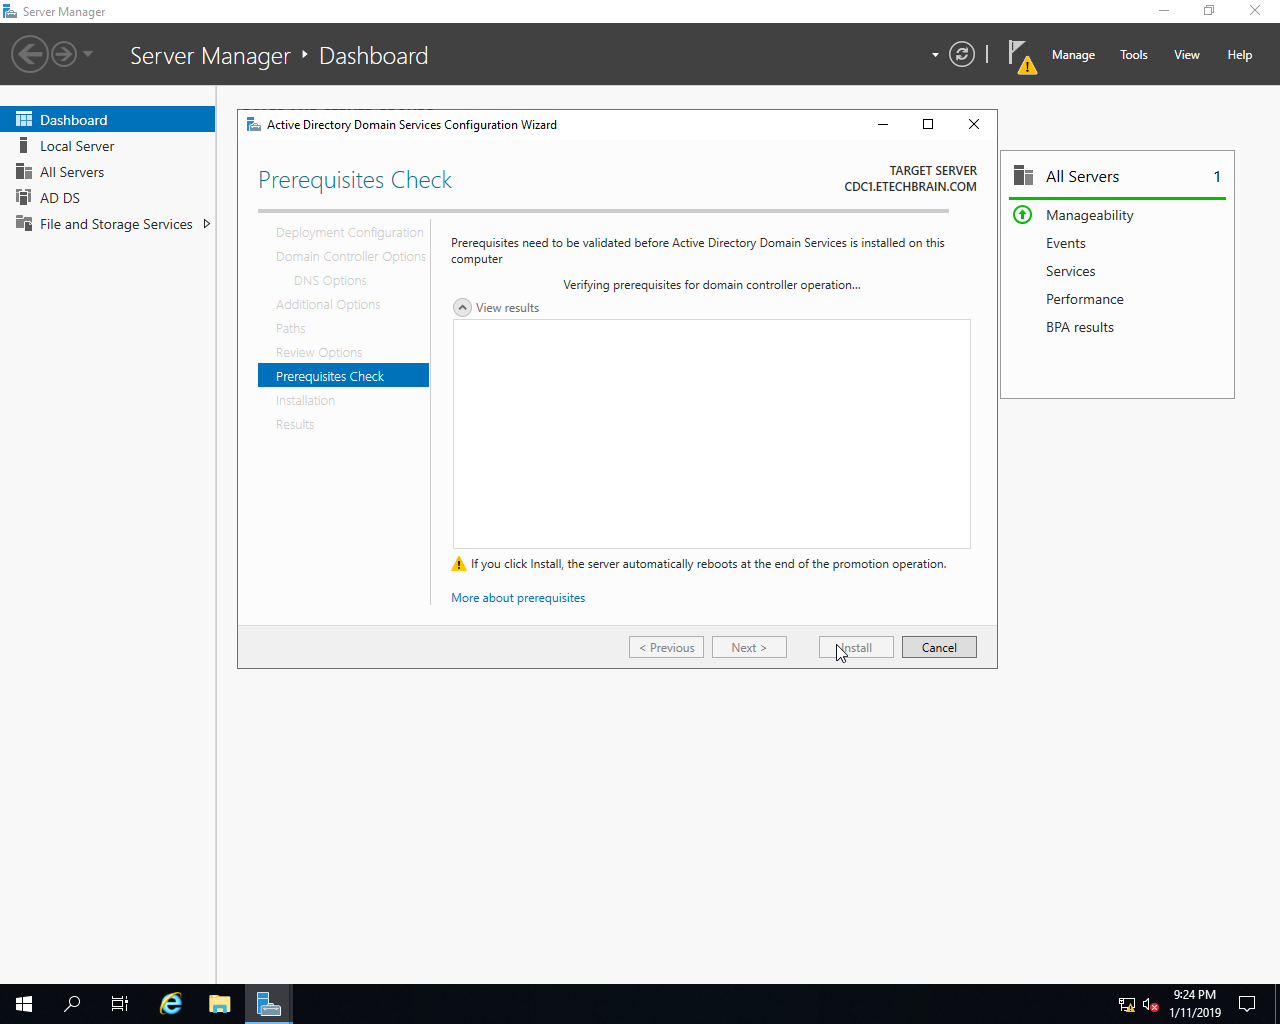 Server Manager
Server Manager ‣ Dashboard
Manage
Tools
View
Help
Dashboard
Local Server
All Servers
AD DS
File and Storage Services
Active Directory Domain Services Configuration Wizard
Prerequisites Check
TARGET SERVER
CDC1.ETECHBRAIN.COM
Deployment Configuration
Domain Controller Options
DNS Options
Additional Options
Paths
Review Options
Prerequisites Check
Installation
Results
Prerequisites need to be validated before Active Directory Domain Services is installed on this
computer
Verifying prerequisites for domain controller operation...
View results
If you click Install, the server automatically reboots at the end of the promotion operation.
More about prerequisites
< Previous
Next >
Install
Cancel
All Servers 1
Manageability
Events
Services
Performance
BPA results
9:24 PM
1/11/2019